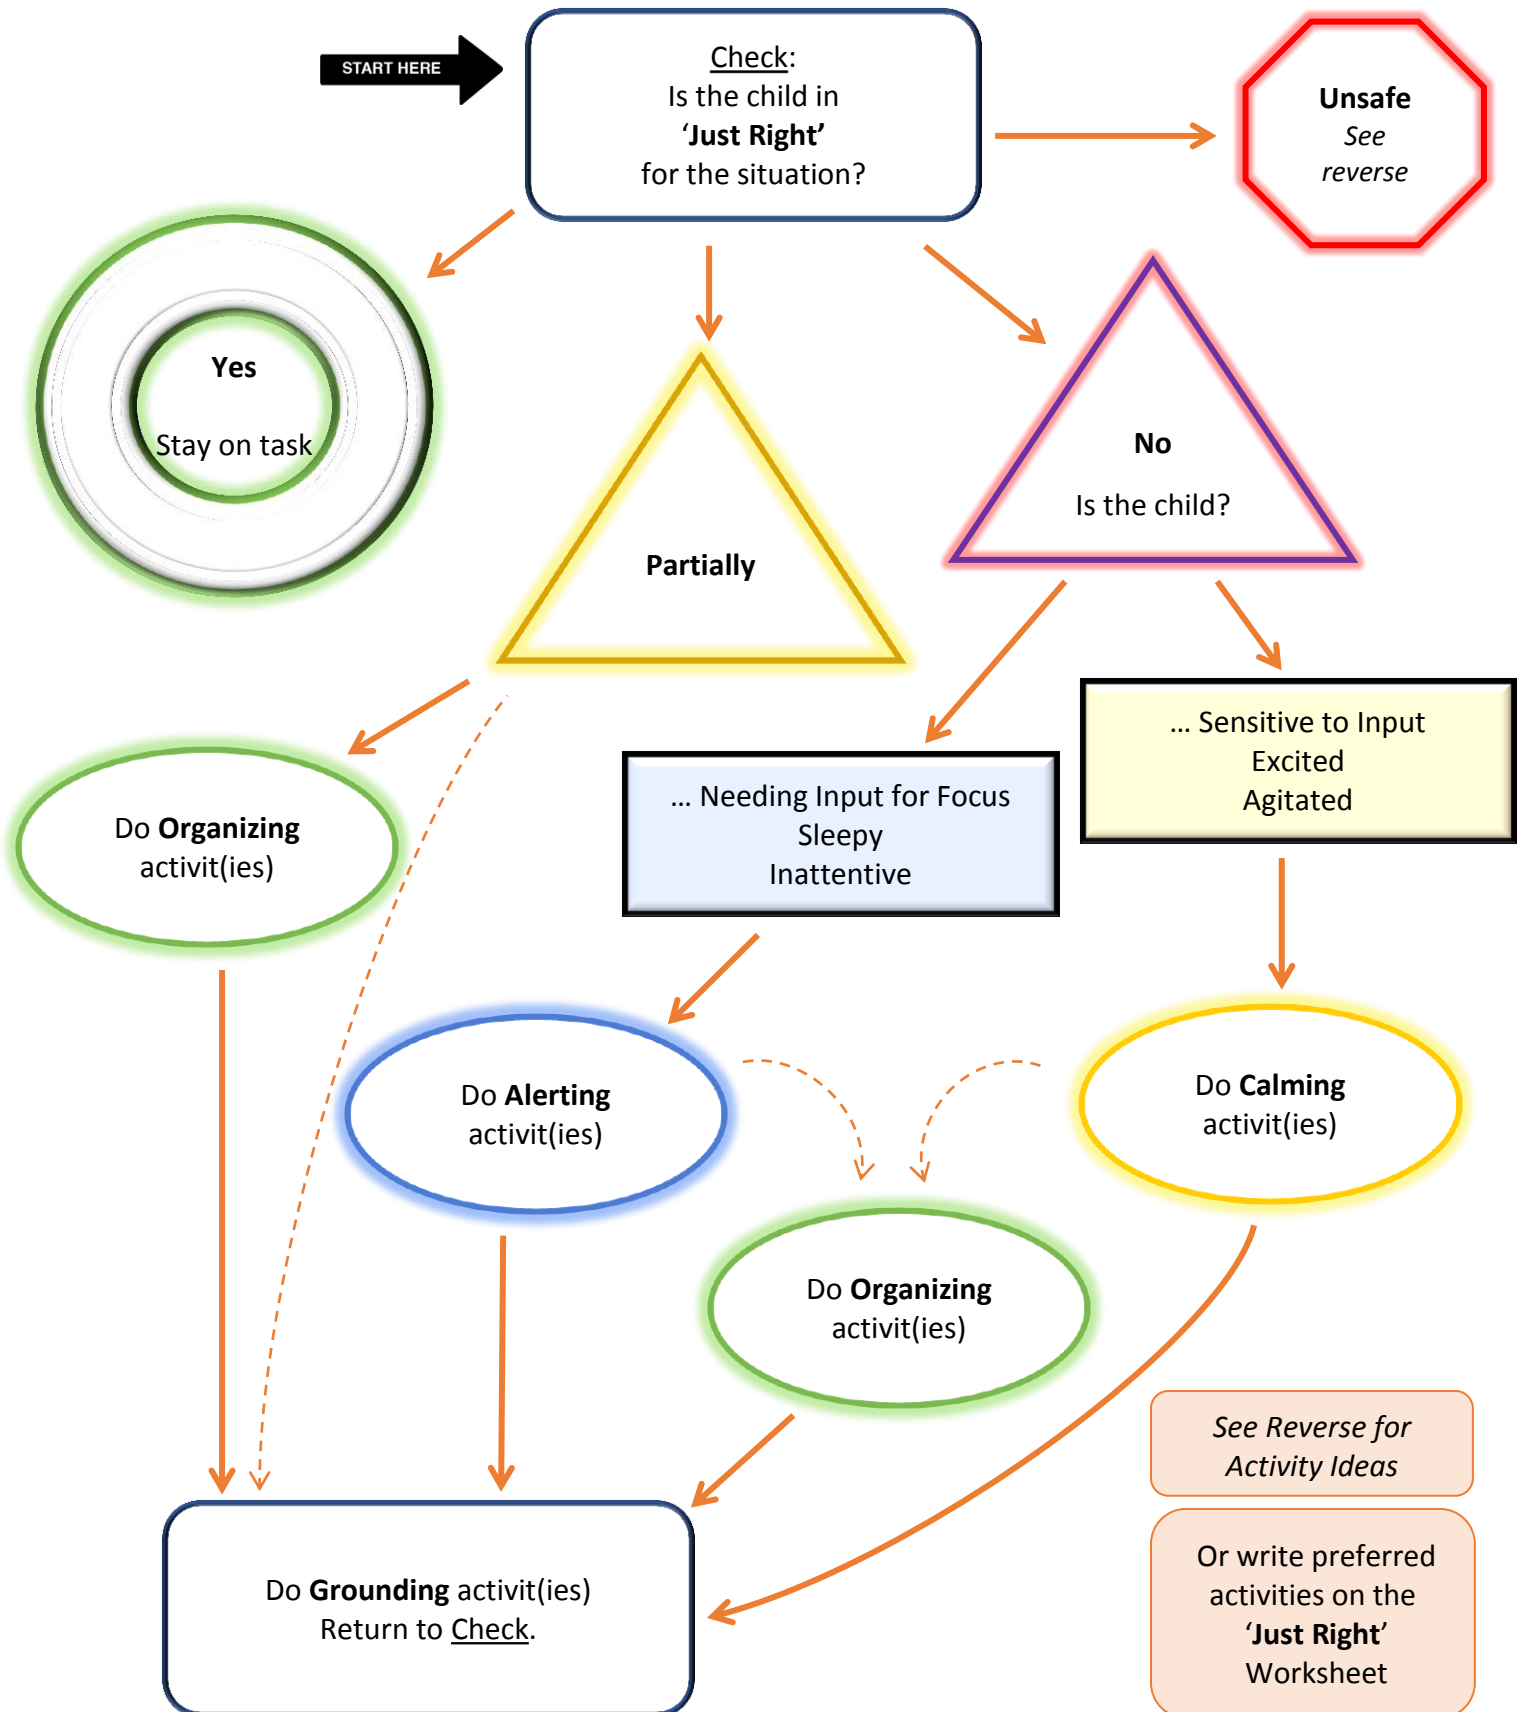 START HERE
Check:
Is the child in
‘Just Right’
for the situation?
Unsafe
See
reverse
Yes
Stay on task
Partially
No
Is the child?
... Needing Input for Focus
Sleepy
Inattentive
... Sensitive to Input
Excited
Agitated
Do Organizing
activit(ies)
Do Alerting
activit(ies)
Do Calming
activit(ies)
Do Organizing
activit(ies)
Do Grounding activit(ies)
Return to Check.
See Reverse for
Activity Ideas
Or write preferred
activities on the
‘Just Right’
Worksheet